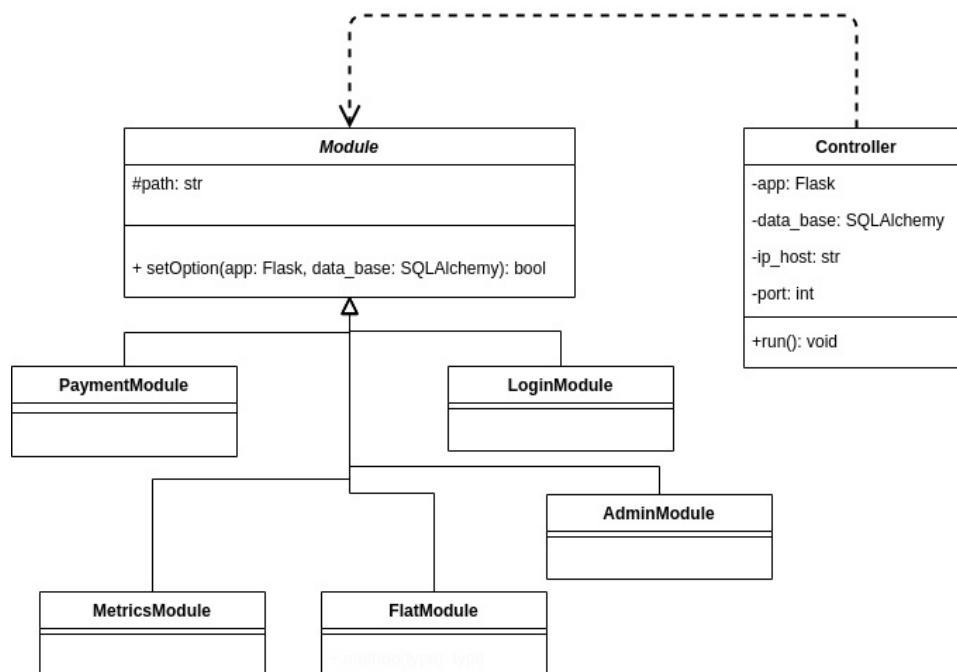 Module
#path: str
+ setOption(app: Flask, data_base: SQLAlchemy): bool
Controller
-app: Flask
-data_base: SQLAlchemy
-ip_host: str
-port: int
+run(): void
PaymentModule
LoginModule
AdminModule
MetricsModule
FlatModule